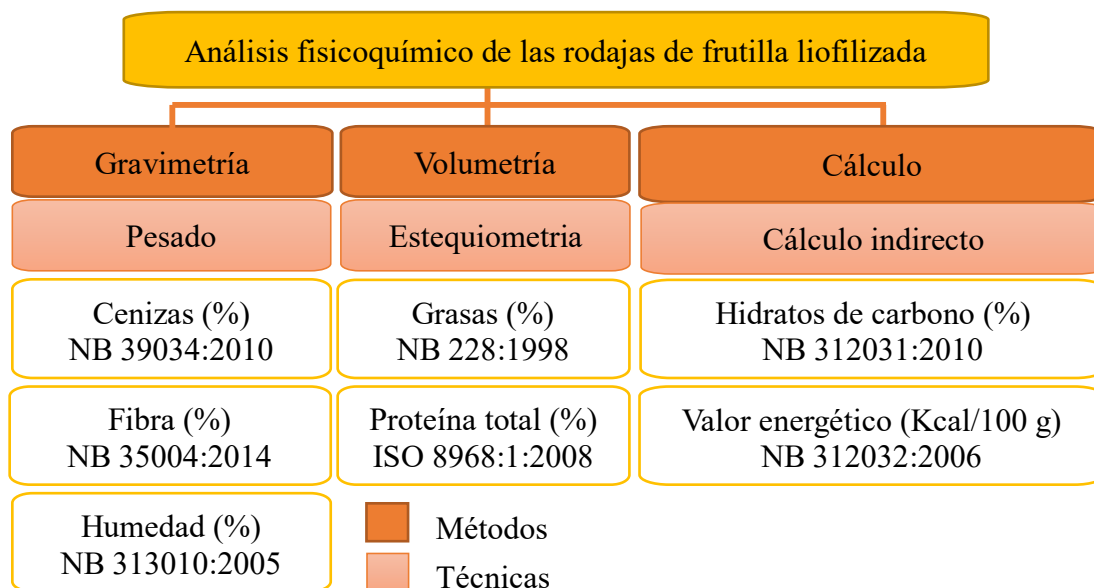 Análisis fisicoquímico de las rodajas de frutilla liofilizada
Gravimetría
Volumetría
Cálculo
Pesado
Estequiometria
Cálculo indirecto
Cenizas (%)
NB 39034:2010
Grasas (%)
NB 228:1998
Hidratos de carbono (%)
NB 312031:2010
Fibra (%)
NB 35004:2014
Proteína total (%)
ISO 8968:1:2008
Valor energético (Kcal/100 g)
NB 312032:2006
Humedad (%)
NB 313010:2005
Métodos
Técnicas